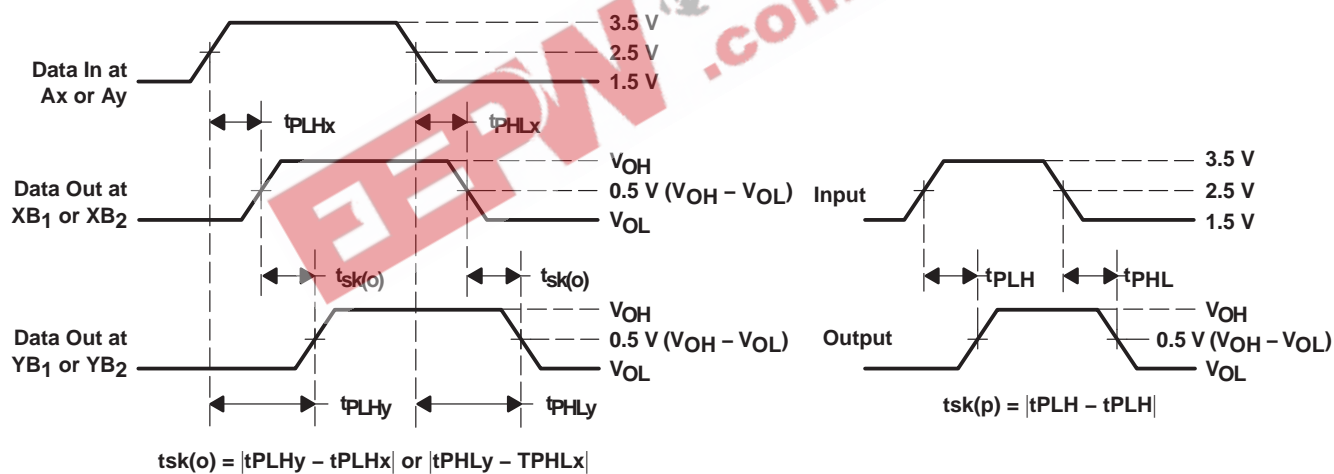 3.5 V
2.5 V
1.5 V
Data In at
Ax or Ay
tPLHx
tPHLx
VOH
0.5 V (VOH – VOL)
VOL
Data Out at
XB1 or XB2
tsk(o)
tsk(o)
VOH
0.5 V (VOH – VOL)
VOL
Data Out at
YB1 or YB2
tPLHy
tPHLy
tsk(o) = |tPLHy – tPLHx| or |tPHLy – TPHLx|
Input
3.5 V
2.5 V
1.5 V
tPLH
tPHL
Output
VOH
0.5 V (VOH – VOL)
VOL
tsk(p) = |tPLH – tPLH|
EEPW
.com